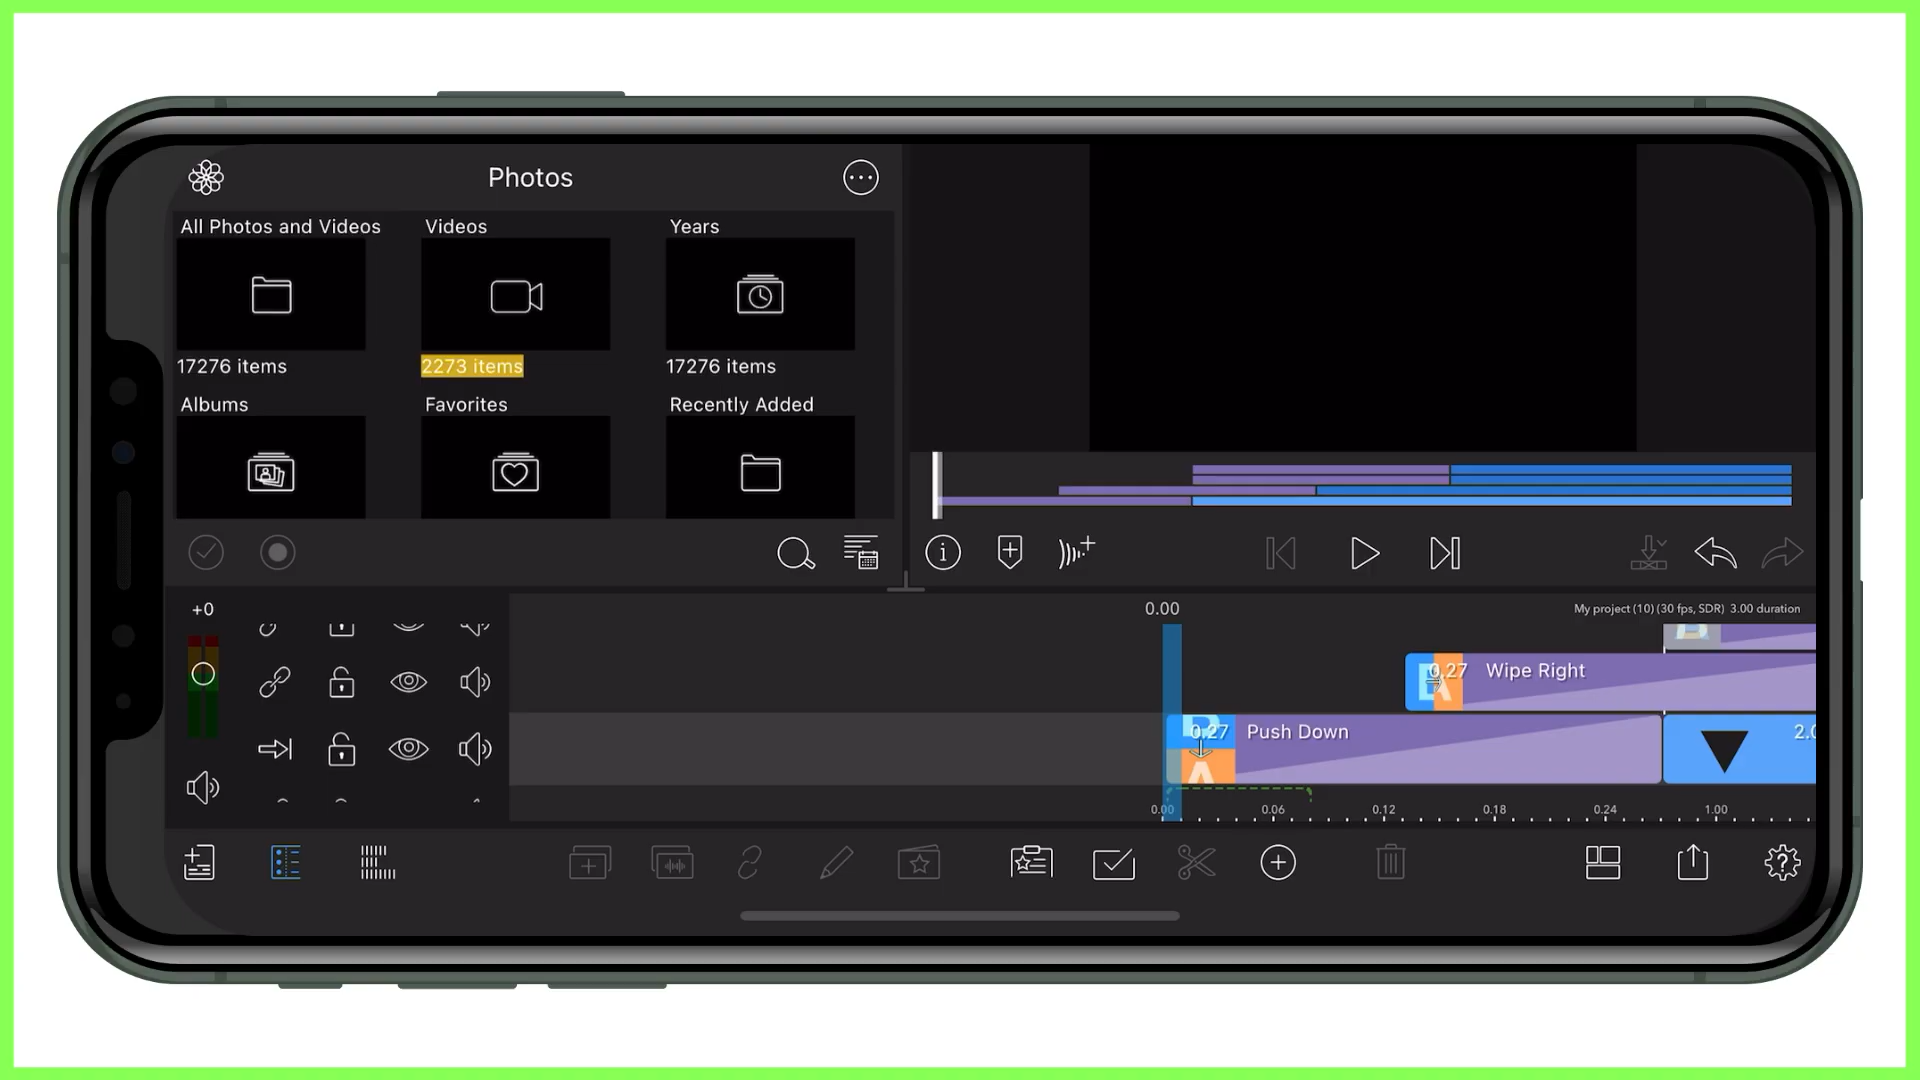 Photos
All Photos and Videos
Videos
Years
17276 items
2273 items
17276 items
Albums
Favorites
Recently Added
+0
0.00
My project (10) (30 fps, SDR) 3.00 duration
B
0.27 Wipe Right
B A
0.27 Push Down
B
A
0.00 0.06 0.12 0.18 0.24 1.00